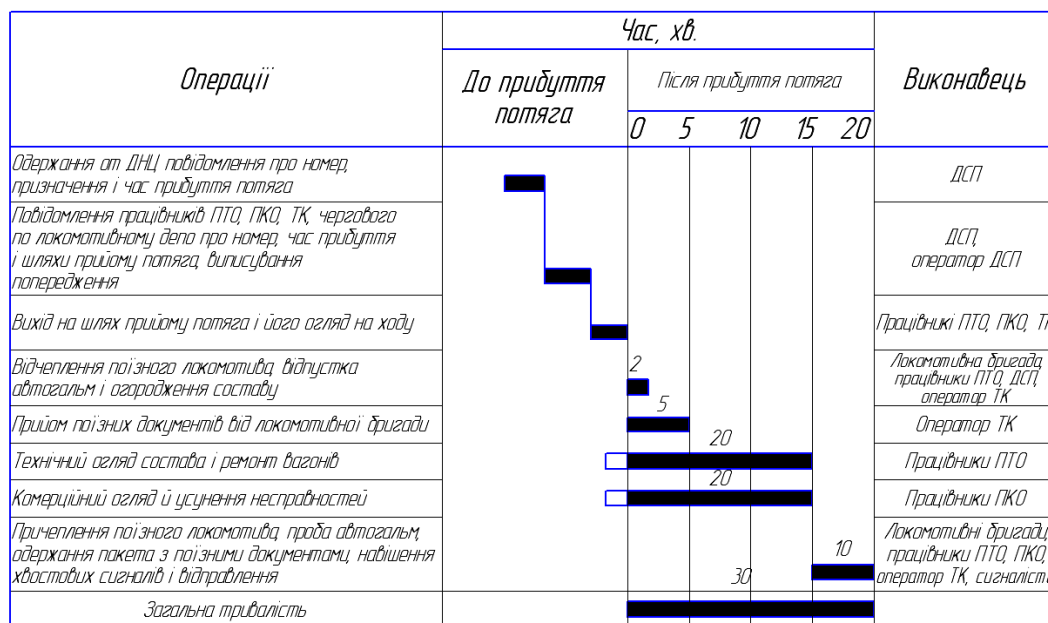 Операції
Час, хв.
До прибуття
потяга
Після прибуття потяга
0 5 10 15 20
Виконавець
Одержання от ДНЦ повідомлення про номер,
призначення і час прибуття потяга
ДСП
Повідомлення працівників ПТО, ПКО, ТК, чергового
по локомотивному депо про номер, час прибуття
і шляхи прийому потяга, виписування
попередження
ДСП,
оператор ДСП
Вихід на шлях прийому потяга і його огляд на ходу
Працівникі ПТО, ПКО, ТК
Відчеплення поїзного локомотива, відпустка
автогальм і огородження составу
2
Локомотивна бригада,
працівники ПТО, ДСП,
оператор ТК
Прийом поїзних документів від локомотивної бригади
5
Оператор ТК
Технічний огляд состава і ремонт вагонів
20
Працівники ПТО
Комерційний огляд й усунення несправностей
20
Працівники ПКО
Причеплення поїзного локомотива, проба автогальм,
одержання пакета з поїзними документами, навішення
хвостових сигналів і відправлення
10
Локомотивні бригади,
працівники ПТО, ПКО,
оператор ТК, сигналіст
Загальна тривалість
30